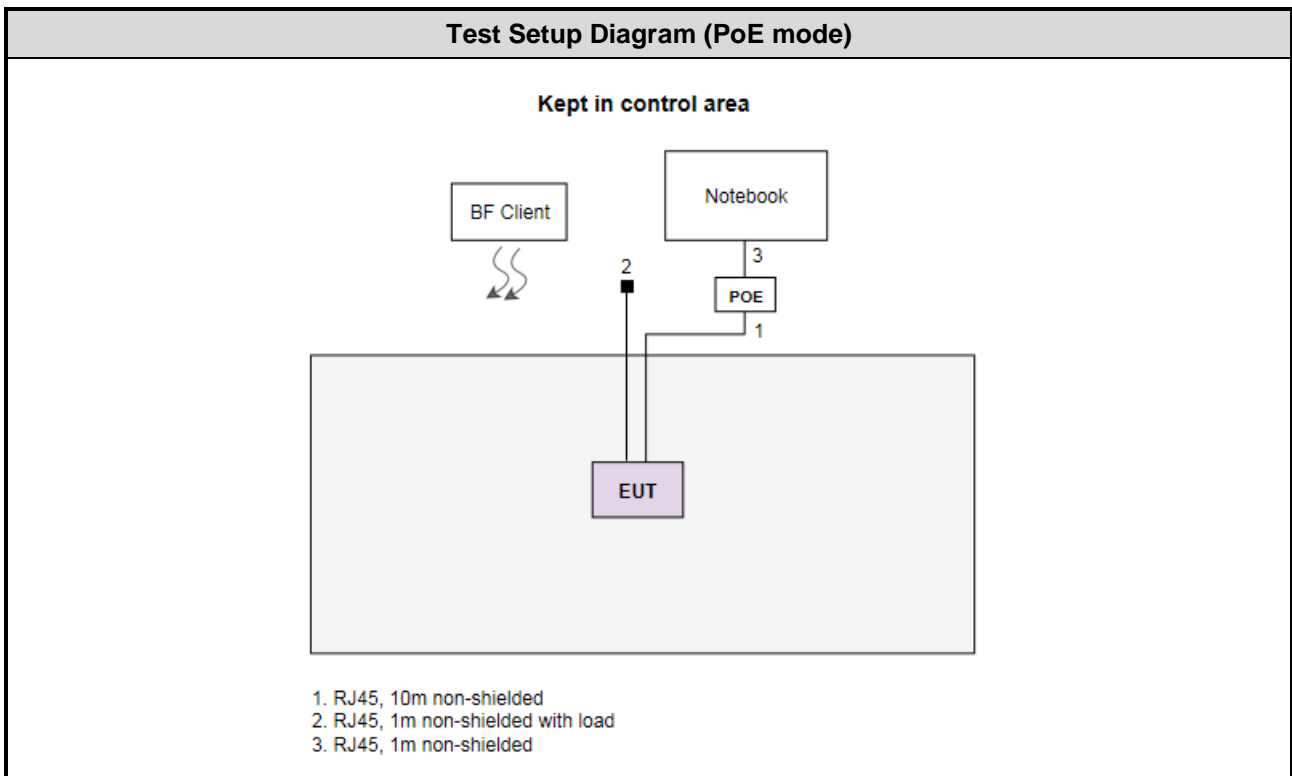 Test Setup Diagram (PoE mode)
Kept in control area
BF Client
Notebook
3
2
POE
1
EUT
1. RJ45, 10m non-shielded
2. RJ45, 1m non-shielded with load
3. RJ45, 1m non-shielded